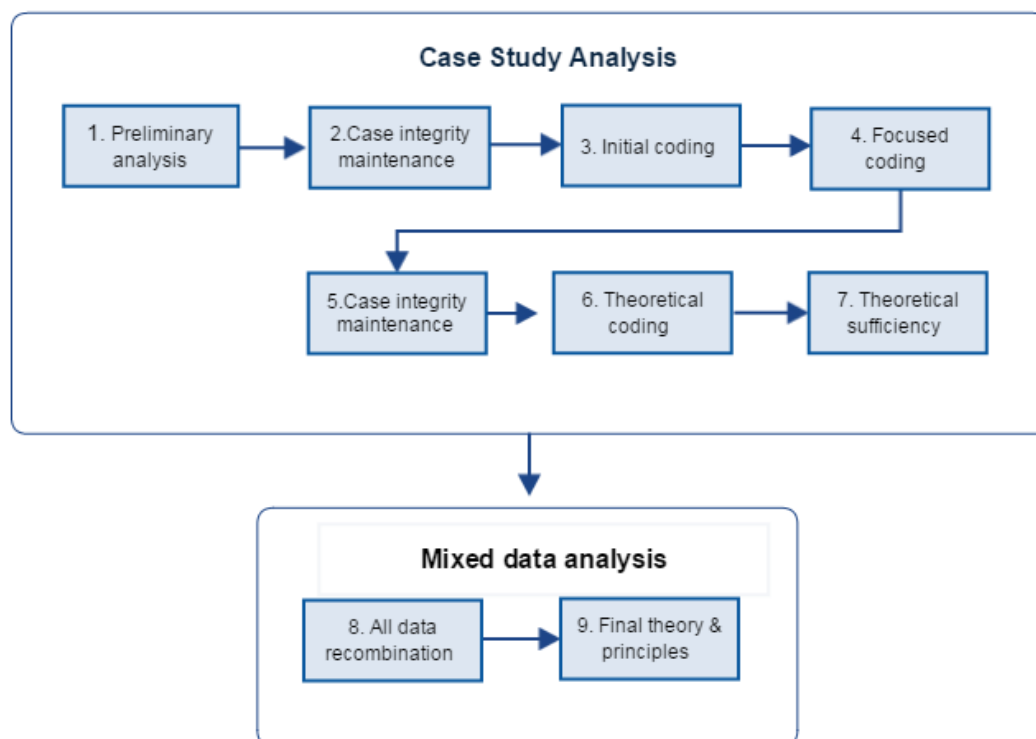 Case Study Analysis
1. Preliminary
analysis
2.Case integrity
maintenance
3. Initial coding
4. Focused
coding
5.Case integrity
maintenance
6. Theoretical
coding
7. Theoretical
sufficiency
Mixed data analysis
8. All data
recombination
9. Final theory &
principles